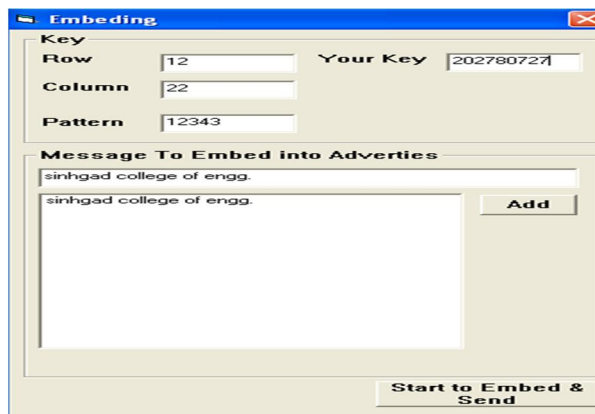 Embeding
Key
Row 12 Your Key 202780727
Column 22
Pattern 12343
Message To Embed into Adverties
sinhgad college of engg.
sinhgad college of engg.
Add
Start to Embed &
Send